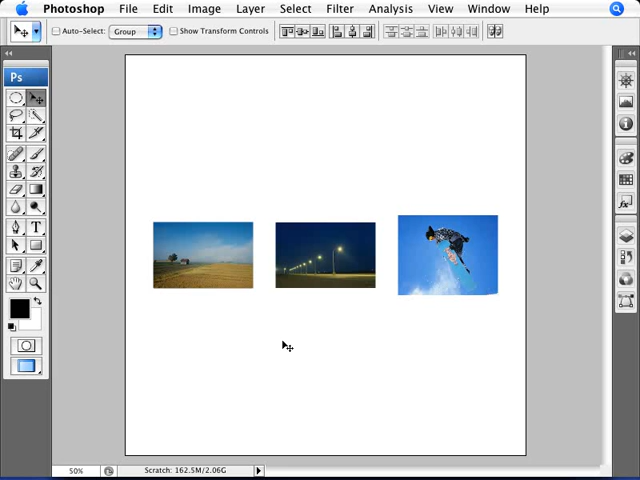 Photoshop File Edit Image Layer Select Filter Analysis View Window Help
Auto-Select: Group Show Transform Controls
Ps
T
50% Scratch: 162.5M/2.06G